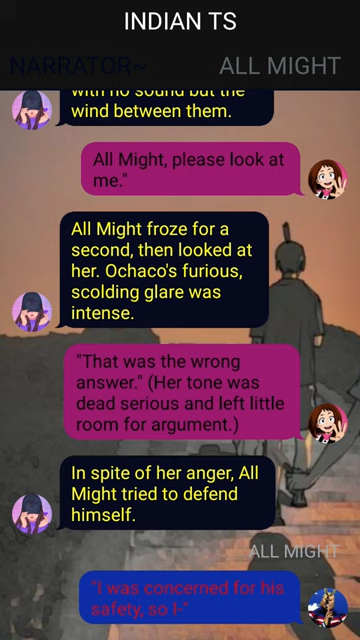 INDIAN TS
NARRATOR~ ALL MIGHT
with no sound but the
wind between them.
All Might, please look at
me."
All Might froze for a
second, then looked at
her. Ochaco's furious,
scolding glare was
intense.
"That was the wrong
answer." (Her tone was
dead serious and left little
room for argument.)
In spite of her anger, All
Might tried to defend
himself.
ALL MIGHT
"I was concerned for his
safety, so I-"